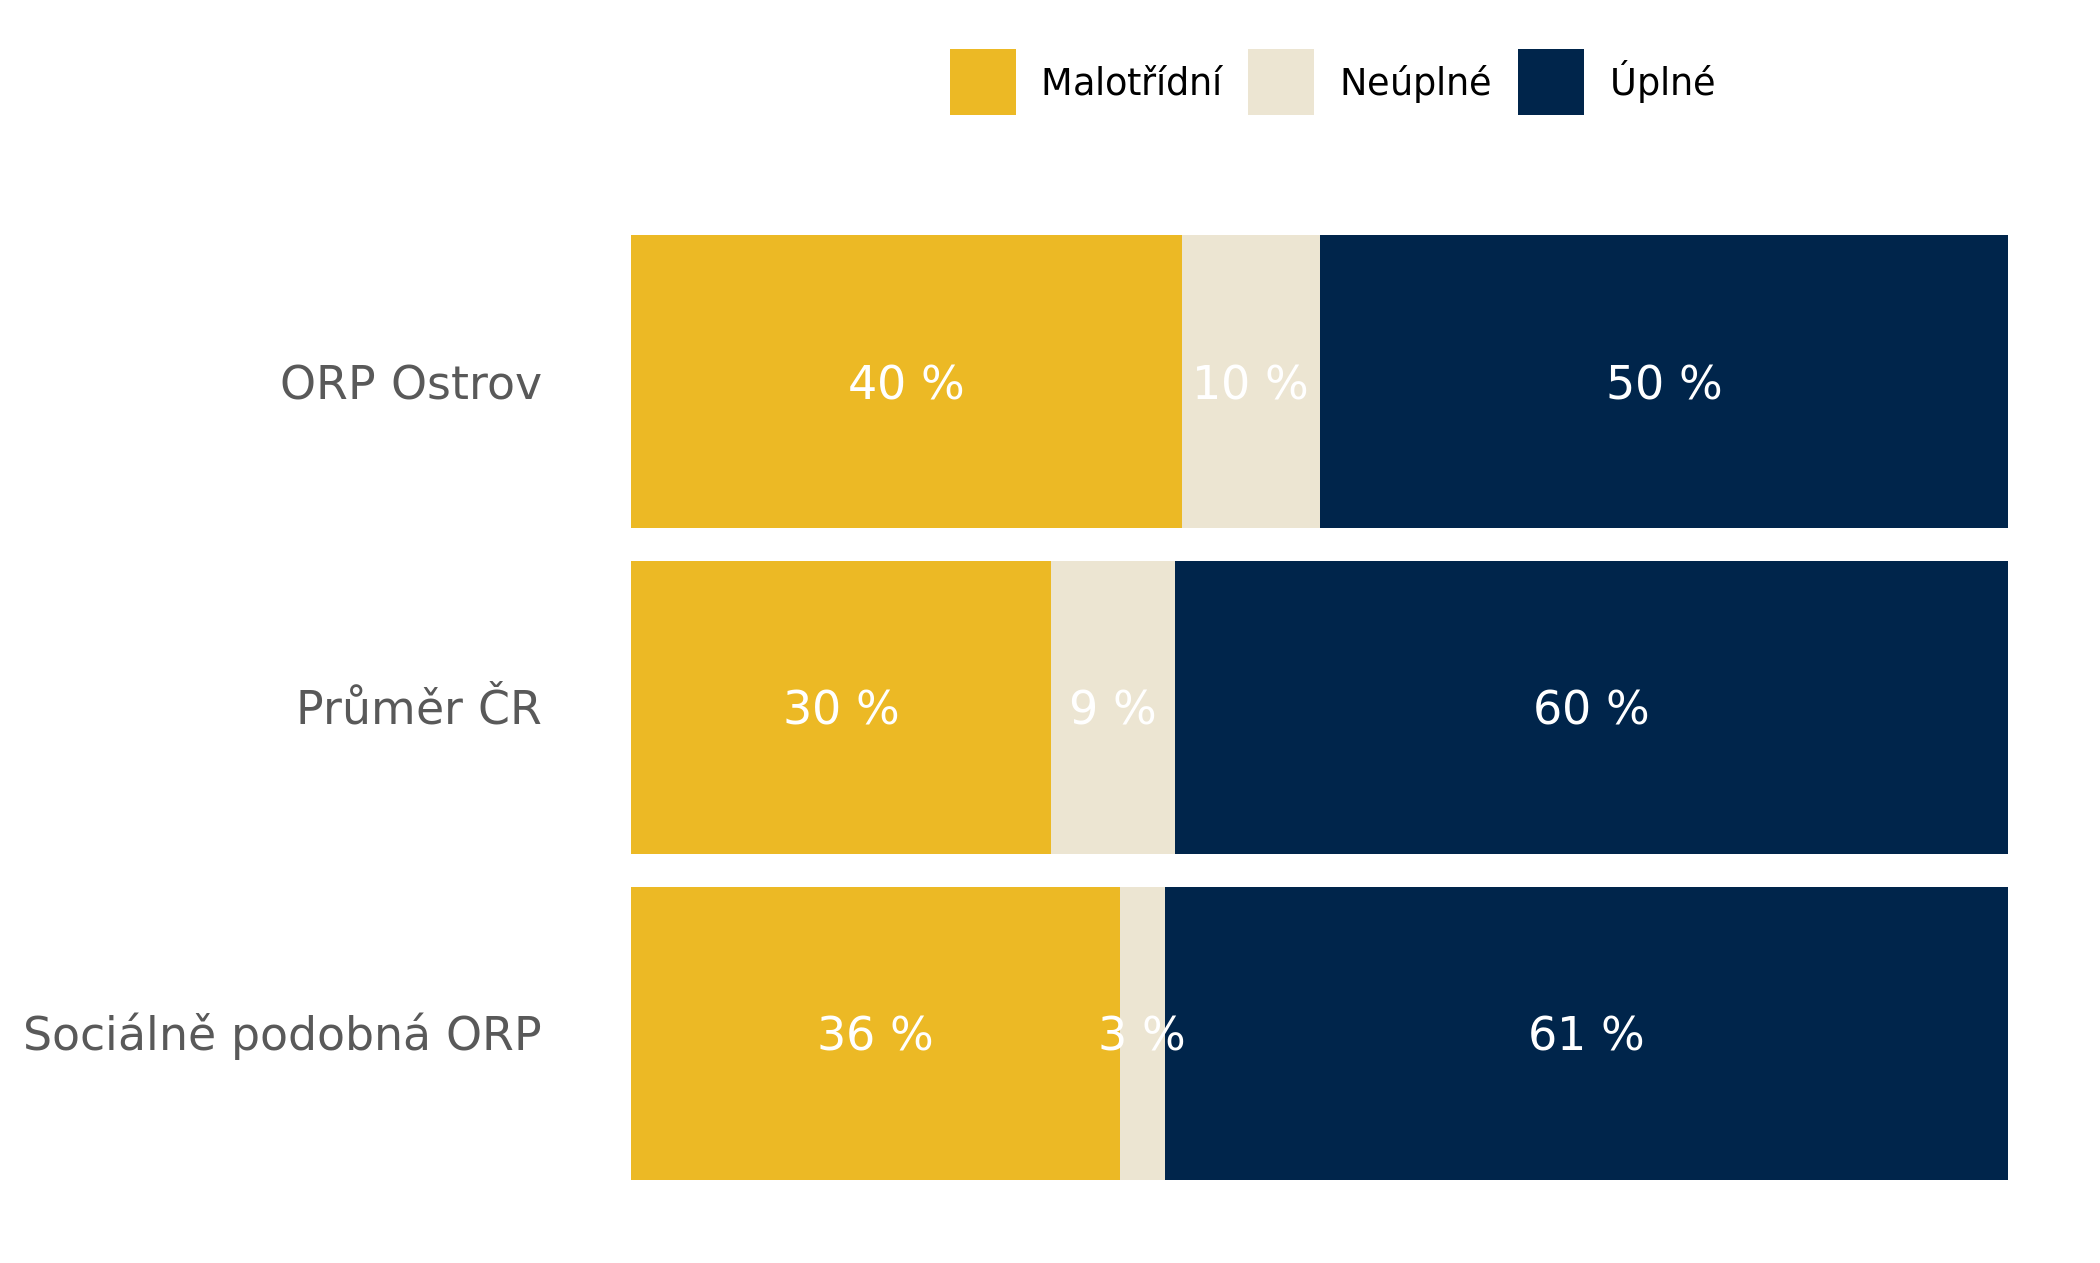 Malotřídní Neúplné Úplné
ORP Ostrov 40 % 10 % 50 %
Průměr ČR 30 % 9 % 60 %
Sociálně podobná ORP 36 % 3 % 61 %